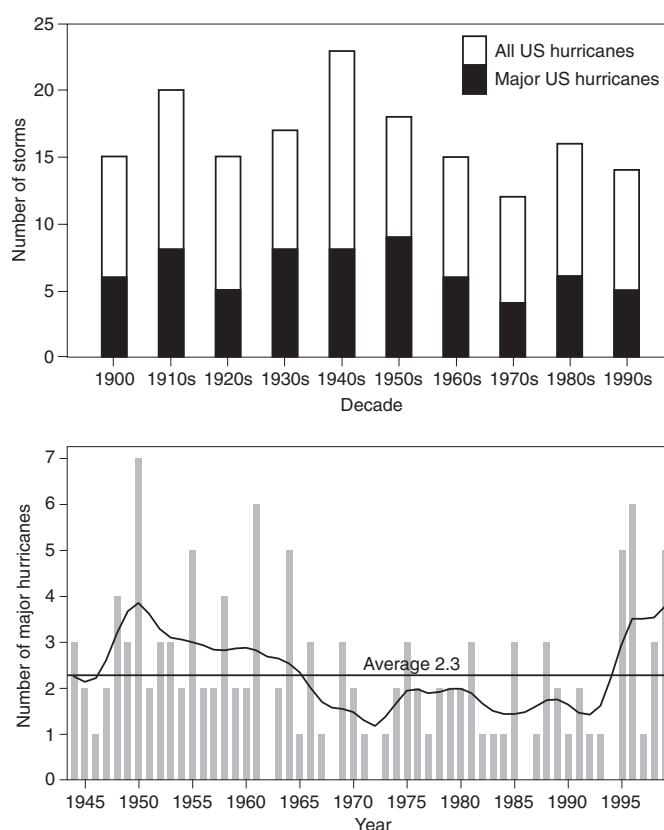 25
20
15
10
5
0
Number of storms
All US hurricanes
Major US hurricanes
1900 1910s 1920s 1930s 1940s 1950s 1960s 1970s 1980s 1990s
Decade
7
6
5
4
3
2
1
0
Number of major hurricanes
Average 2.3
1945 1950 1955 1960 1965 1970 1975 1980 1985 1990 1995
Year